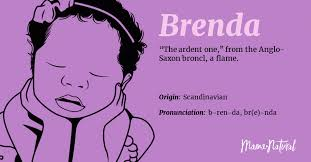 Brenda
“The ardent one,” from the Anglo-
Saxon broncl, a flame.
Origin: Scandinavian
Pronunciation: b-ren-da, br(e)-nda
Mama Natural